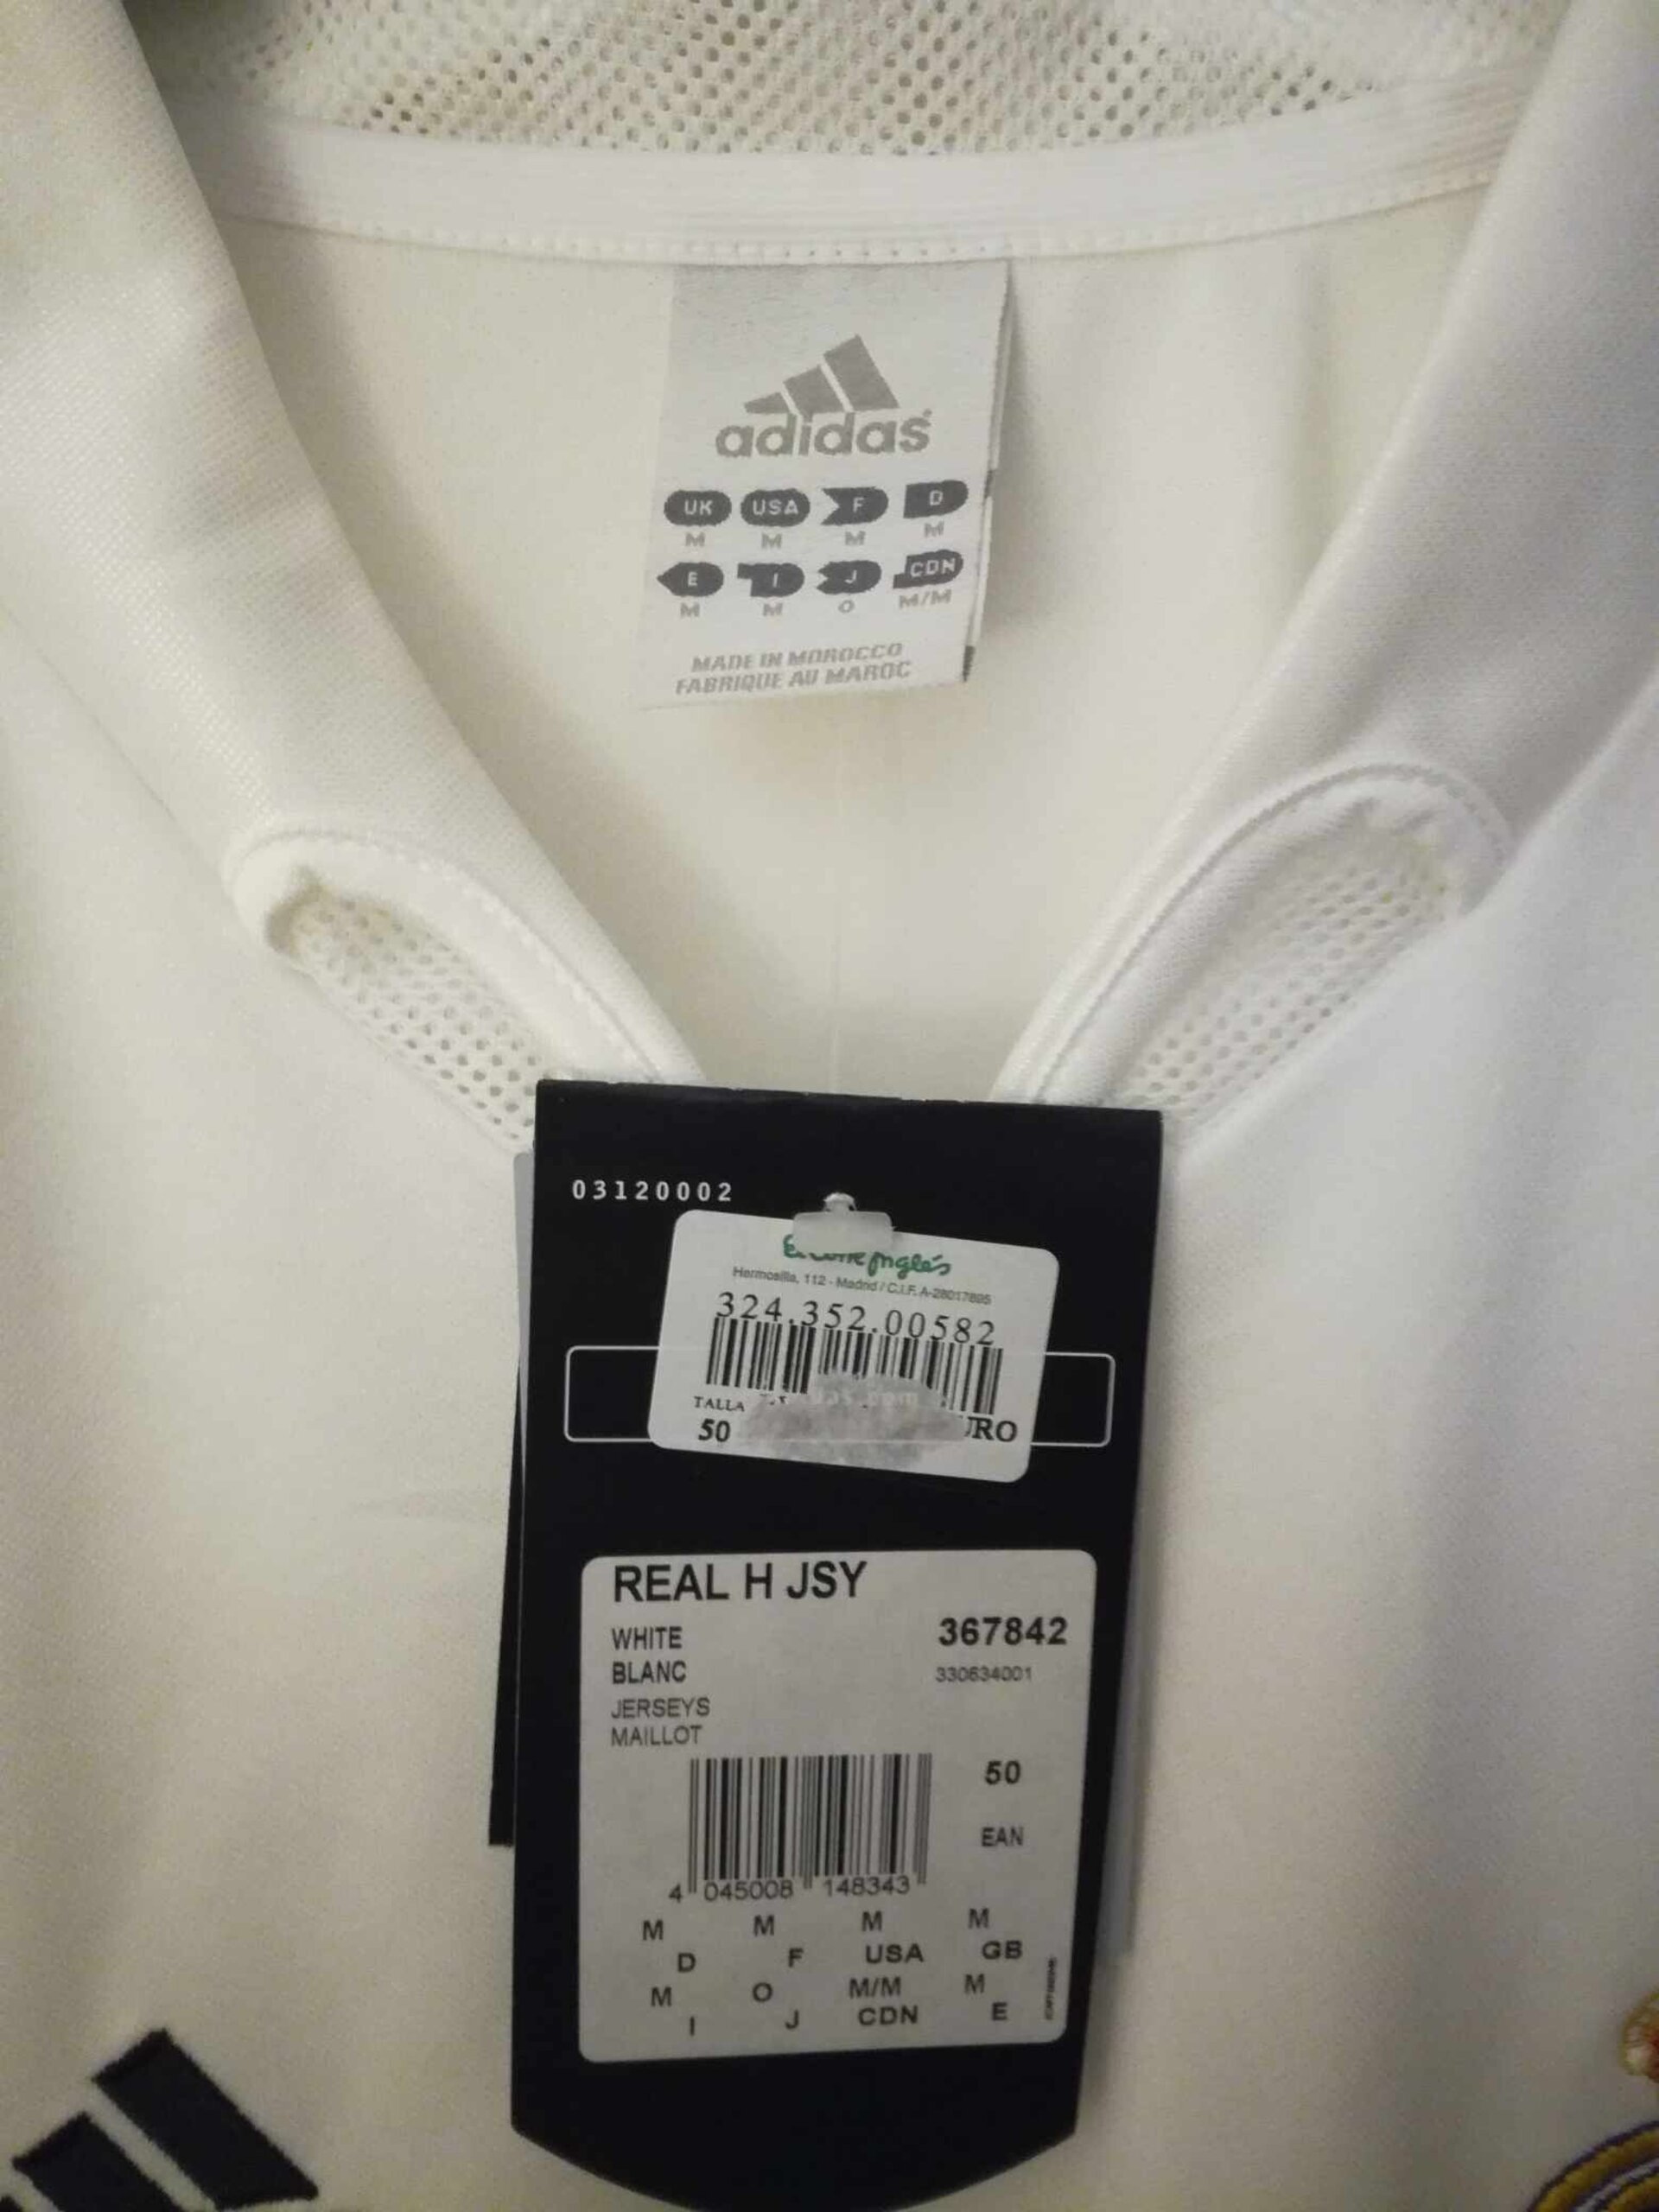 adidas
UK USA F D
M M M M
E I J CDN
M M O M/M
MADE IN MOROCCO
FABRIQUE AU MAROC
03120002
Inglés
Hermosilla, 112 - Madrid / C.I.F. A-28017895
324.352.00582
TALLA
50
REAL H JSY
WHITE 367842
BLANC 330634001
JERSEYS
MAILLOT
50
EAN
4 045008 148343
M M M M
D F USA GB
M O M/M M
I J CDN E